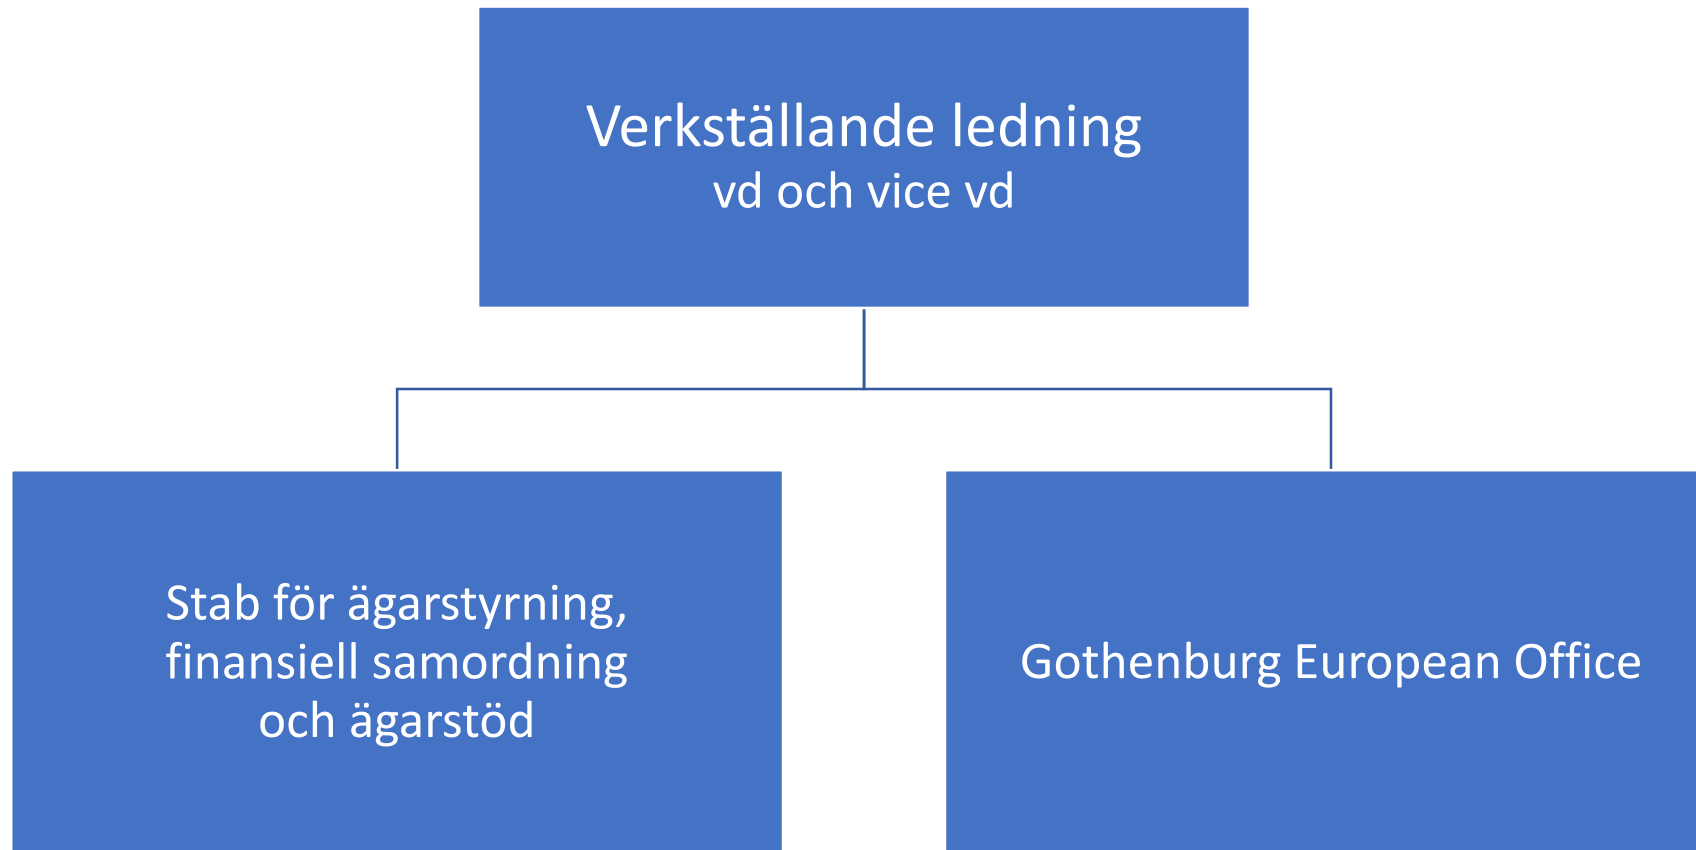 Verkställande ledning
vd och vice vd
Stab för ägarstyrning,
finansiell samordning
och ägarstöd
Gothenburg European Office